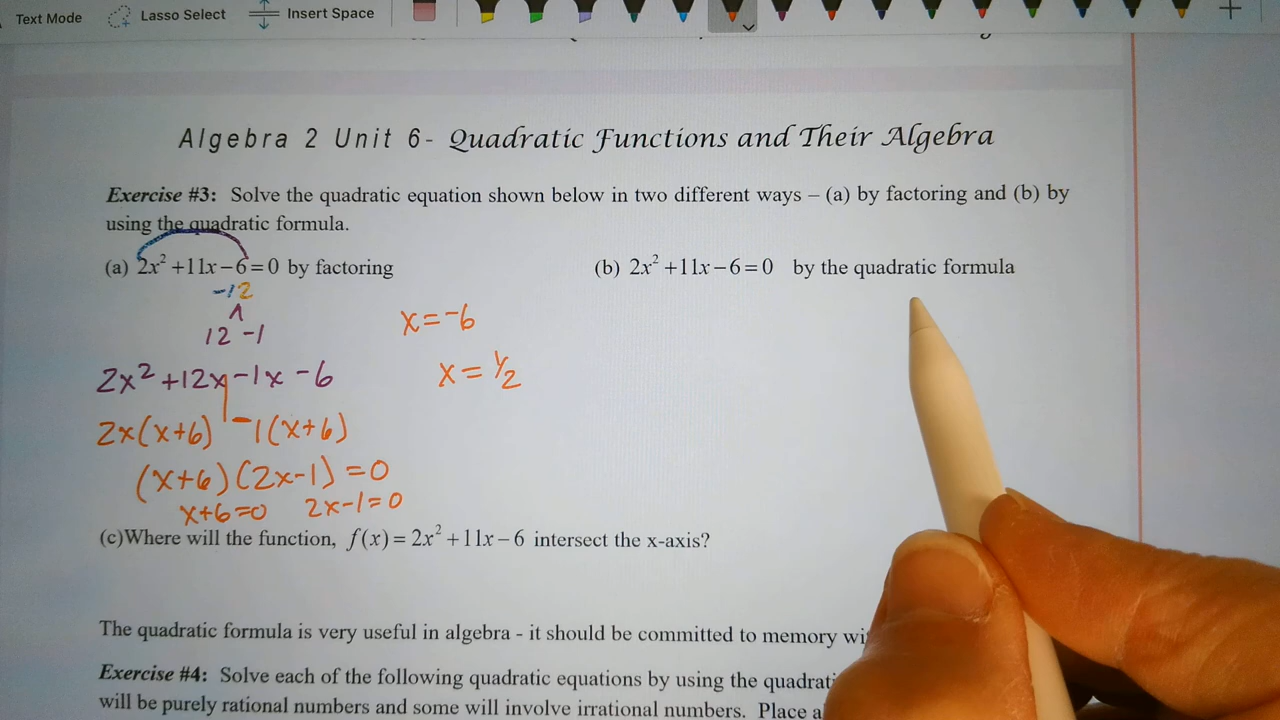 Text Mode Lasso Select Insert Space
Algebra 2 Unit 6- Quadratic Functions and Their Algebra
Exercise #3: Solve the quadratic equation shown below in two different ways – (a) by factoring and (b) by
using the quadratic formula.
(a) 2x² +11x−6=0 by factoring
(b) 2x² +11x−6=0 by the quadratic formula
-12
12 -1
x=-6
2x² +12x -1x -6
x = 1/2
2x(x+6) -1(x+6)
(x+6)(2x-1)=0
x+6=0 2x-1=0
(c)Where will the function, f(x)=2x²+11x−6 intersect the x-axis?
The quadratic formula is very useful in algebra - it should be committed to memory
Exercise #4: Solve each of the following quadratic equations by using the
will be purely rational numbers and some will involve irrational numbers. Place